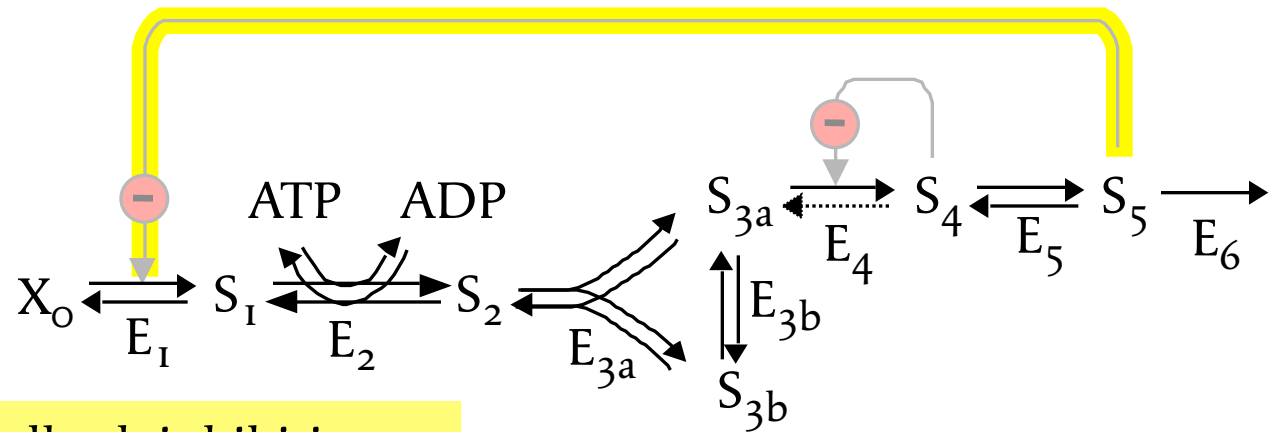 ATP ADP
S3a S4 S5
E4 E5 E6
X0 S1 S2
E1 E2 E3a E3b
S3b